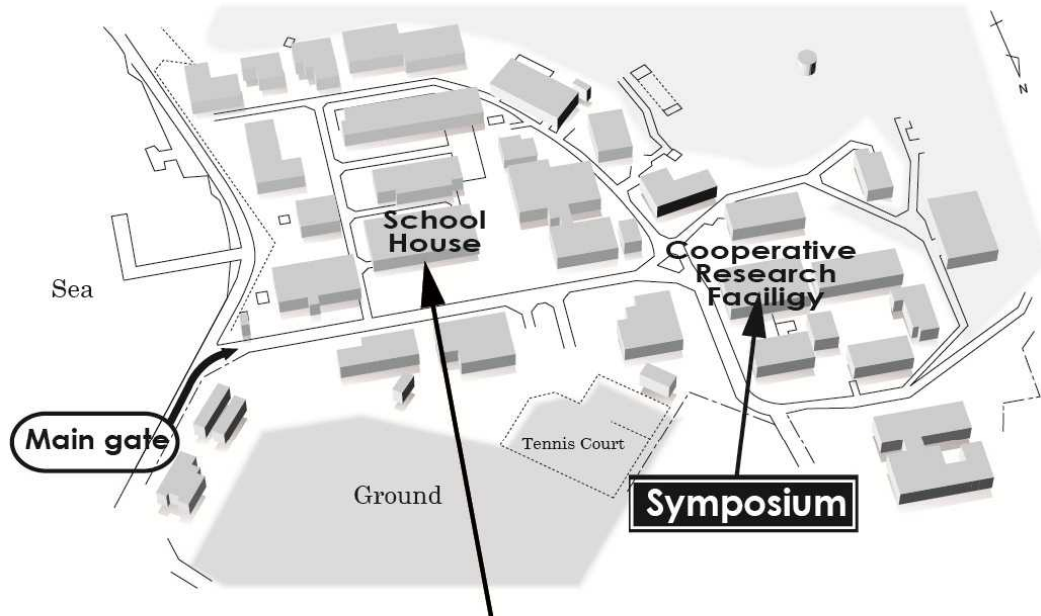 N
School
House
Cooperative
Research
Faciligy
Sea
Main gate
Tennis Court
Ground
Symposium